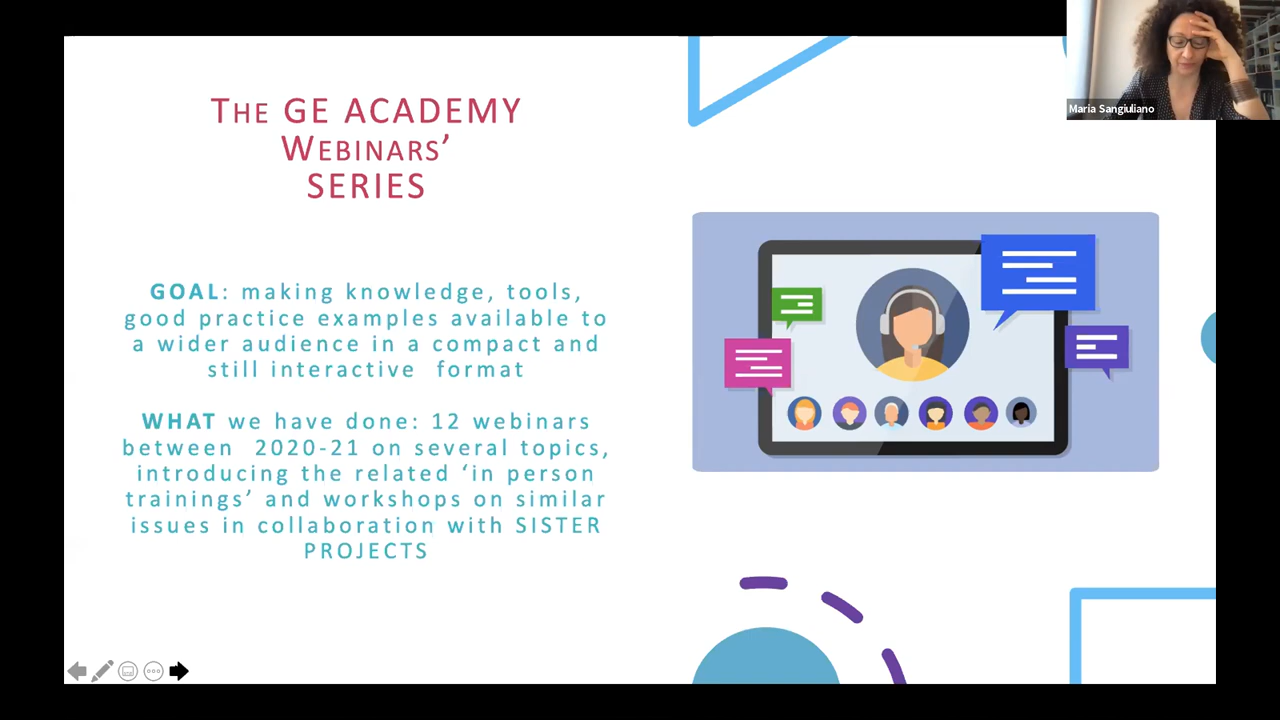 THE GE ACADEMY
WEBINARS’
SERIES
GOAL: making knowledge, tools,
good practice examples available to
a wider audience in a compact and
still interactive format
WHAT we have done: 12 webinars
between 2020-21 on several topics,
introducing the related ‘in person
trainings’ and workshops on similar
issues in collaboration with SISTER
PROJECTS
Maria Sangiuliano